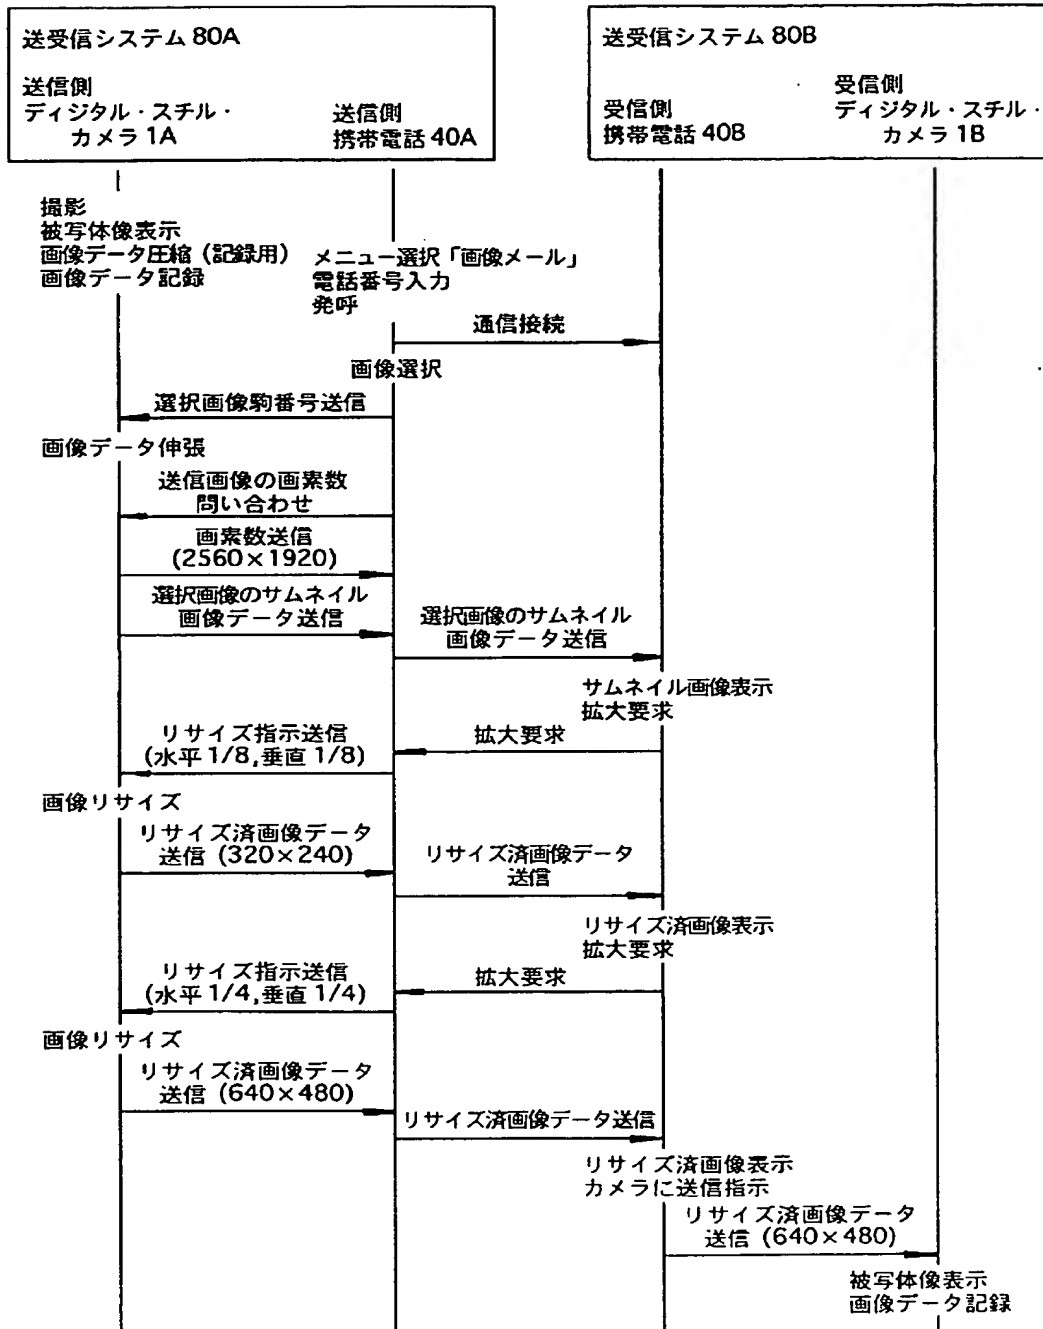 送受信システム 80A
送信側
ディジタル・スチル・
カメラ 1A
送信側
携帯電話 40A
送受信システム 80B
受信側
携帯電話 40B
受信側
ディジタル・スチル・
カメラ 1B
撮影
被写体像表示
画像データ圧縮（記録用）
画像データ記録
メニュー選択「画像メール」
電話番号入力
発呼
通信接続
画像選択
選択画像駒番号送信
画像データ伸張
送信画像の画素数
問い合わせ
画素数送信
(2560×1920)
選択画像のサムネイル
画像データ送信
選択画像のサムネイル
画像データ送信
サムネイル画像表示
拡大要求
拡大要求
リサイズ指示送信
(水平 1/8,垂直 1/8)
画像リサイズ
リサイズ済画像データ
送信 (320×240)
リサイズ済画像データ
送信
リサイズ済画像表示
拡大要求
拡大要求
リサイズ指示送信
(水平 1/4,垂直 1/4)
画像リサイズ
リサイズ済画像データ
送信 (640×480)
リサイズ済画像データ送信
リサイズ済画像表示
カメラに送信指示
リサイズ済画像データ
送信 (640×480)
被写体像表示
画像データ記録